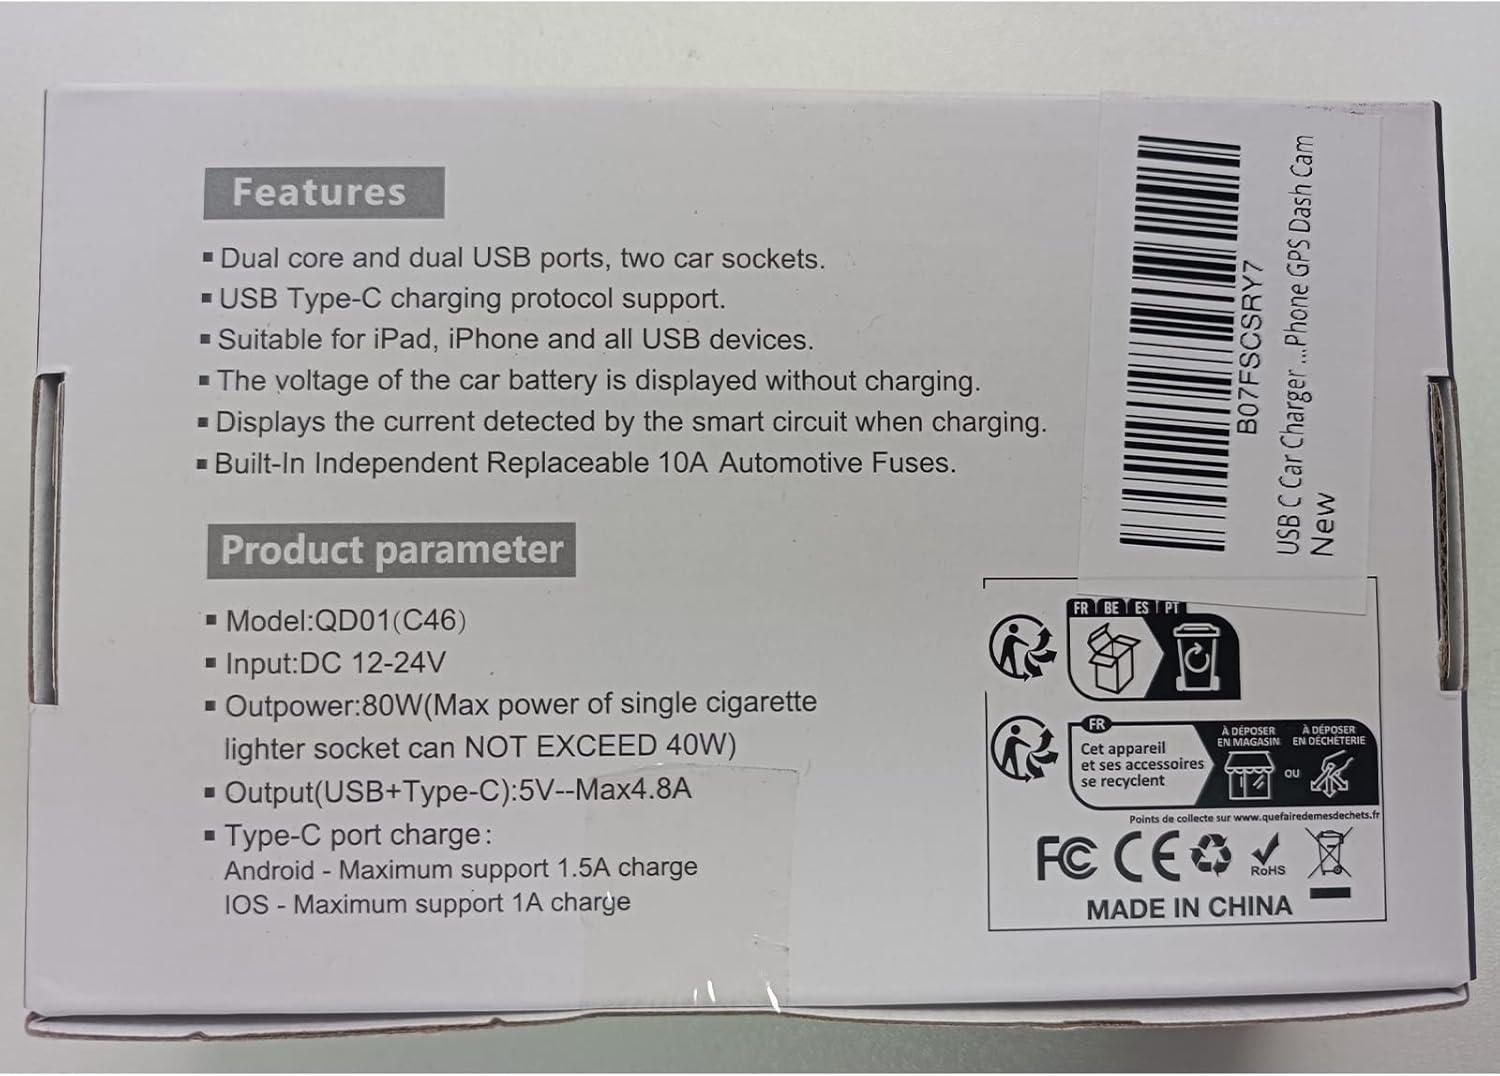 Features
▪ Dual core and dual USB ports, two car sockets.
▪ USB Type-C charging protocol support.
▪ Suitable for iPad, iPhone and all USB devices.
▪ The voltage of the car battery is displayed without charging.
▪ Displays the current detected by the smart circuit when charging.
▪ Built-In Independent Replaceable 10A Automotive Fuses.
Product parameter
▪ Model:QD01(C46)
▪ Input:DC 12-24V
▪ Outpower:80W(Max power of single cigarette
lighter socket can NOT EXCEED 40W)
▪ Output(USB+Type-C):5V--Max4.8A
▪ Type-C port charge:
Android - Maximum support 1.5A charge
IOS - Maximum support 1A charge
B07FSCSRY7
USB C Car Charger ...Phone GPS Dash Cam
New
FR BE ES PT
FR
Cet appareil
et ses accessoires
se recyclent
À DÉPOSER
EN MAGASIN
OU
À DÉPOSER
EN DÉCHÈTERIE
Points de collecte sur www.quefairedemesdechets.fr
FC CE RoHS
MADE IN CHINA